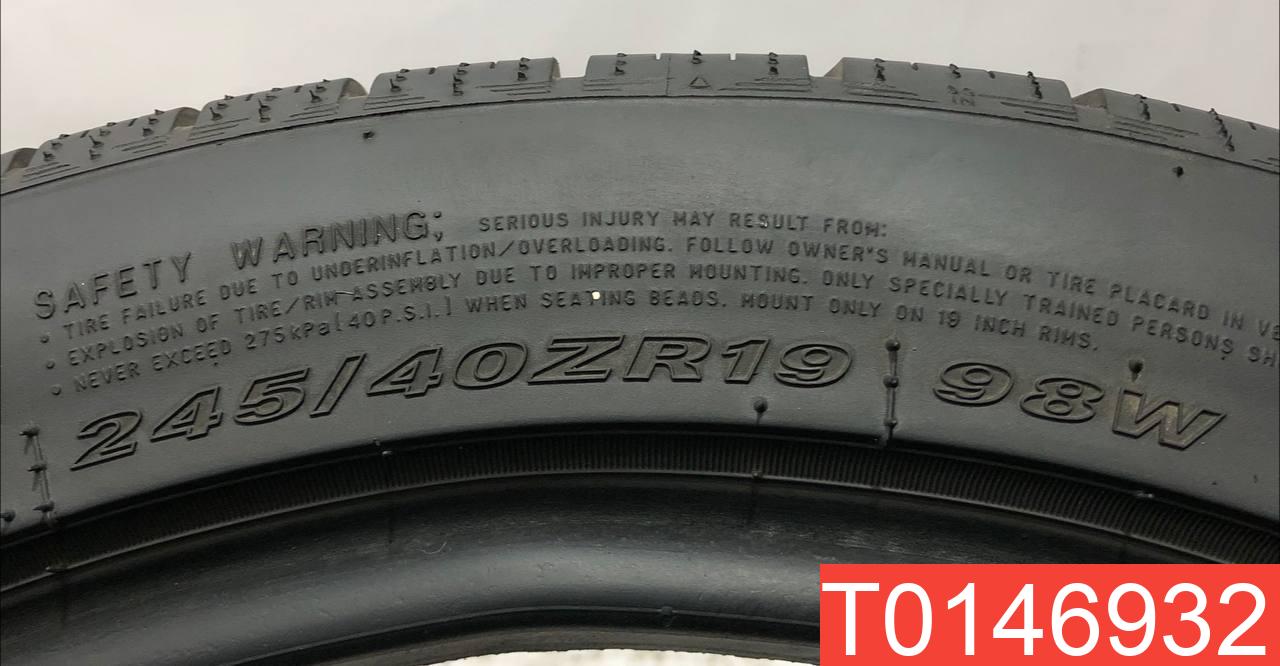 SAFETY WARNING; SERIOUS INJURY MAY RESULT FROM:
• TIRE FAILURE DUE TO UNDERINFLATION/OVERLOADING. FOLLOW OWNER'S MANUAL OR TIRE PLACARD IN
• EXPLOSION OF TIRE/RIM ASSEMBLY DUE TO IMPROPER MOUNTING. ONLY SPECIALLY TRAINED PERSONS
• NEVER EXCEED 275kPa[40P.S.I.] WHEN SEATING BEADS. MOUNT ONLY ON 19 INCH RIMS.
245/40ZR19 98W
T0146932